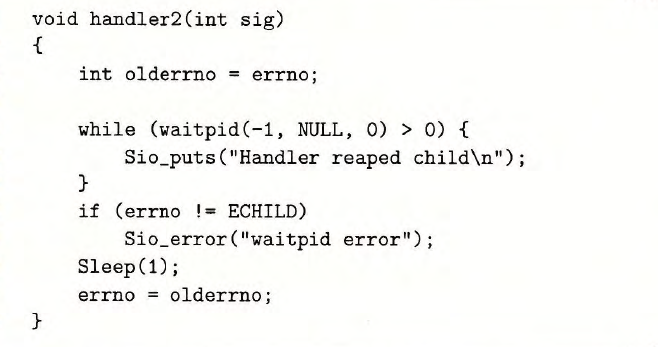 void handler2(int sig)
{
    int olderrno = errno;

    while (waitpid(-1, NULL, 0) > 0) {
        Sio_puts("Handler reaped child\n");
    }
    if (errno != ECHILD)
        Sio_error("waitpid error");
    Sleep(1);
    errno = olderrno;
}